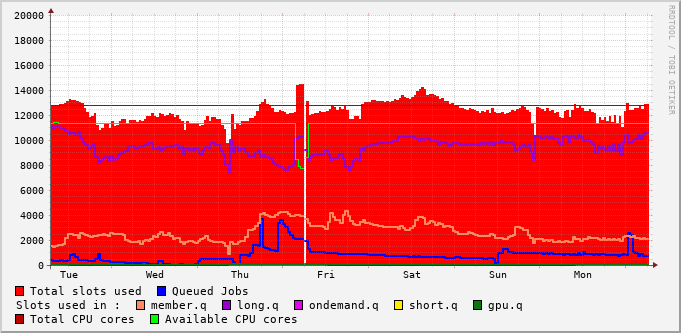 20000
18000
16000
14000
12000
10000
8000
6000
4000
2000
0
Tue Wed Thu Fri Sat Sun Mon
Total slots used Queued Jobs
Slots used in : member.q long.q ondemand.q short.q gpu.q
Total CPU cores Available CPU cores
RRDTOOL / TOBI OETIKER